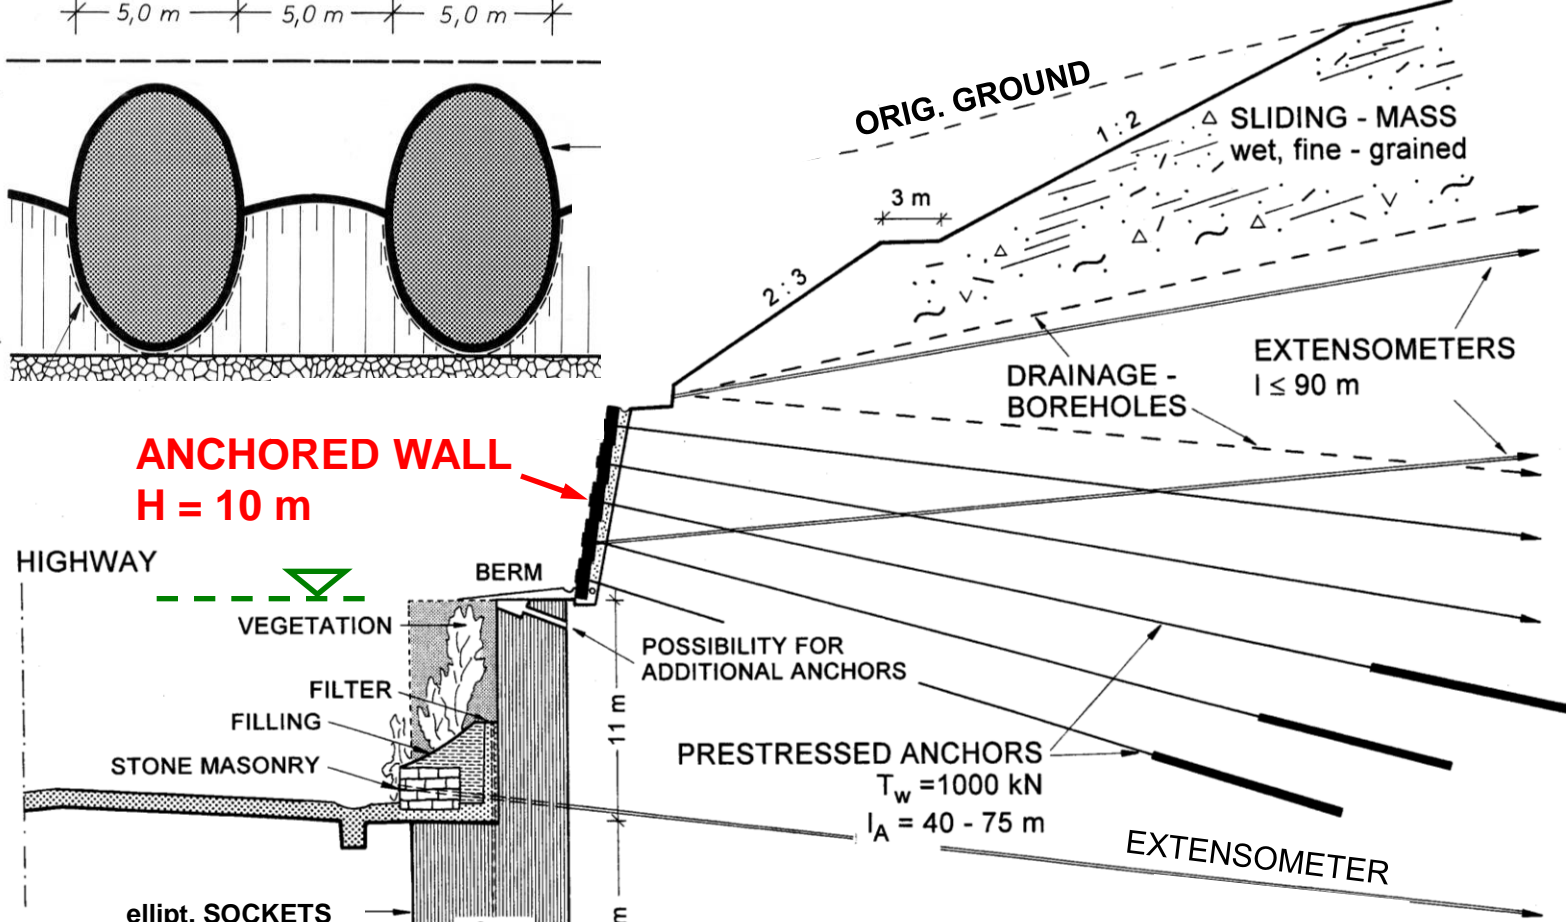 5,0 m 5,0 m 5,0 m
ORIG. GROUND
1:2
SLIDING - MASS
wet, fine - grained
3 m
2:3
EXTENSOMETERS
l ≤ 90 m
DRAINAGE -
BOREHOLES
ANCHORED WALL
H = 10 m
HIGHWAY
BERM
VEGETATION
POSSIBILITY FOR
ADDITIONAL ANCHORS
FILTER
FILLING
11 m
STONE MASONRY
PRESTRESSED ANCHORS
Tw =1000 kN
lA = 40 - 75 m
EXTENSOMETER
ellipt. SOCKETS
m